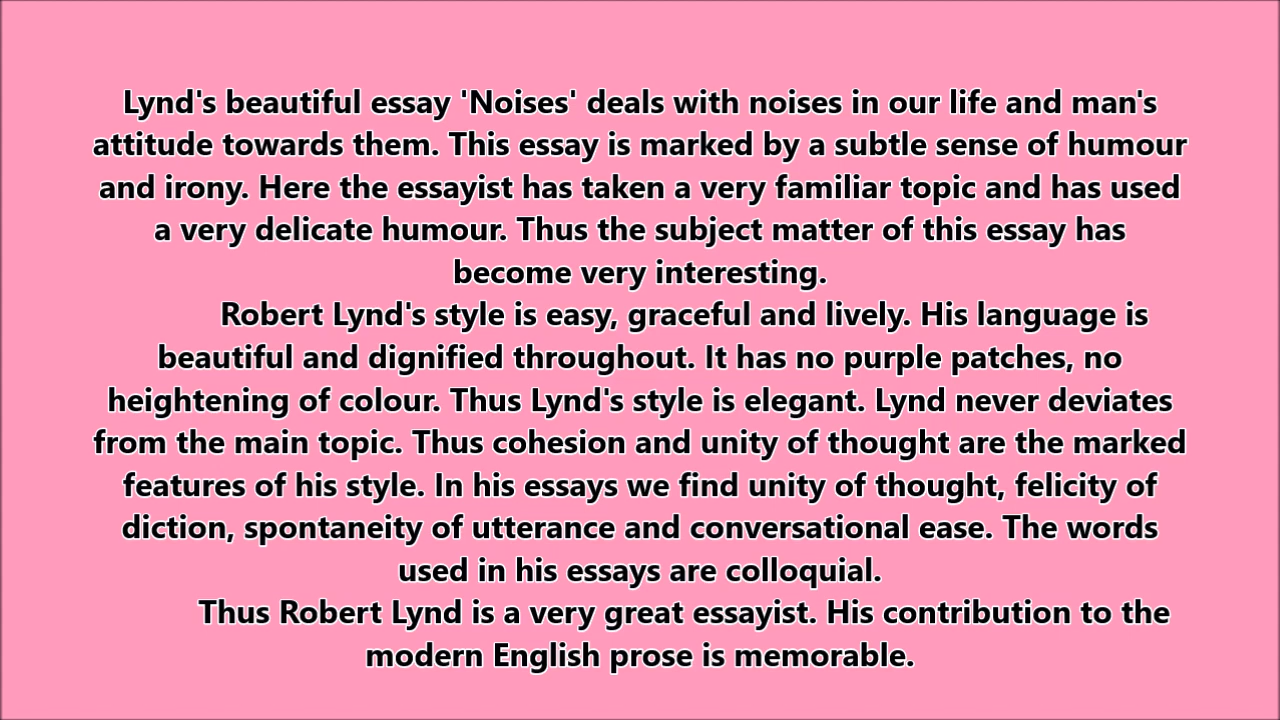 Lynd's beautiful essay 'Noises' deals with noises in our life and man's
attitude towards them. This essay is marked by a subtle sense of humour
and irony. Here the essayist has taken a very familiar topic and has used
a very delicate humour. Thus the subject matter of this essay has
become very interesting.
Robert Lynd's style is easy, graceful and lively. His language is
beautiful and dignified throughout. It has no purple patches, no
heightening of colour. Thus Lynd's style is elegant. Lynd never deviates
from the main topic. Thus cohesion and unity of thought are the marked
features of his style. In his essays we find unity of thought, felicity of
diction, spontaneity of utterance and conversational ease. The words
used in his essays are colloquial.
Thus Robert Lynd is a very great essayist. His contribution to the
modern English prose is memorable.